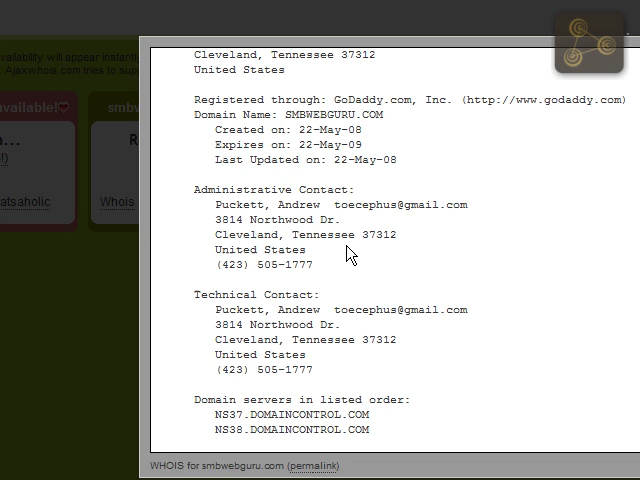 availability will appear instantly
. Ajaxwhois.com tries to supp
available!
smbw
!)
R
atsaholic
Whois
Cleveland, Tennessee 37312
United States
Registered through: GoDaddy.com, Inc. (http://www.godaddy.com)
Domain Name: SMBWEBGURU.COM
Created on: 22-May-08
Expires on: 22-May-09
Last Updated on: 22-May-08
Administrative Contact:
Puckett, Andrew  toecephus@gmail.com
3814 Northwood Dr.
Cleveland, Tennessee 37312
United States
(423) 505-1777
Technical Contact:
Puckett, Andrew  toecephus@gmail.com
3814 Northwood Dr.
Cleveland, Tennessee 37312
United States
(423) 505-1777
Domain servers in listed order:
NS37.DOMAINCONTROL.COM
NS38.DOMAINCONTROL.COM
WHOIS for smbwebguru.com (permalink)